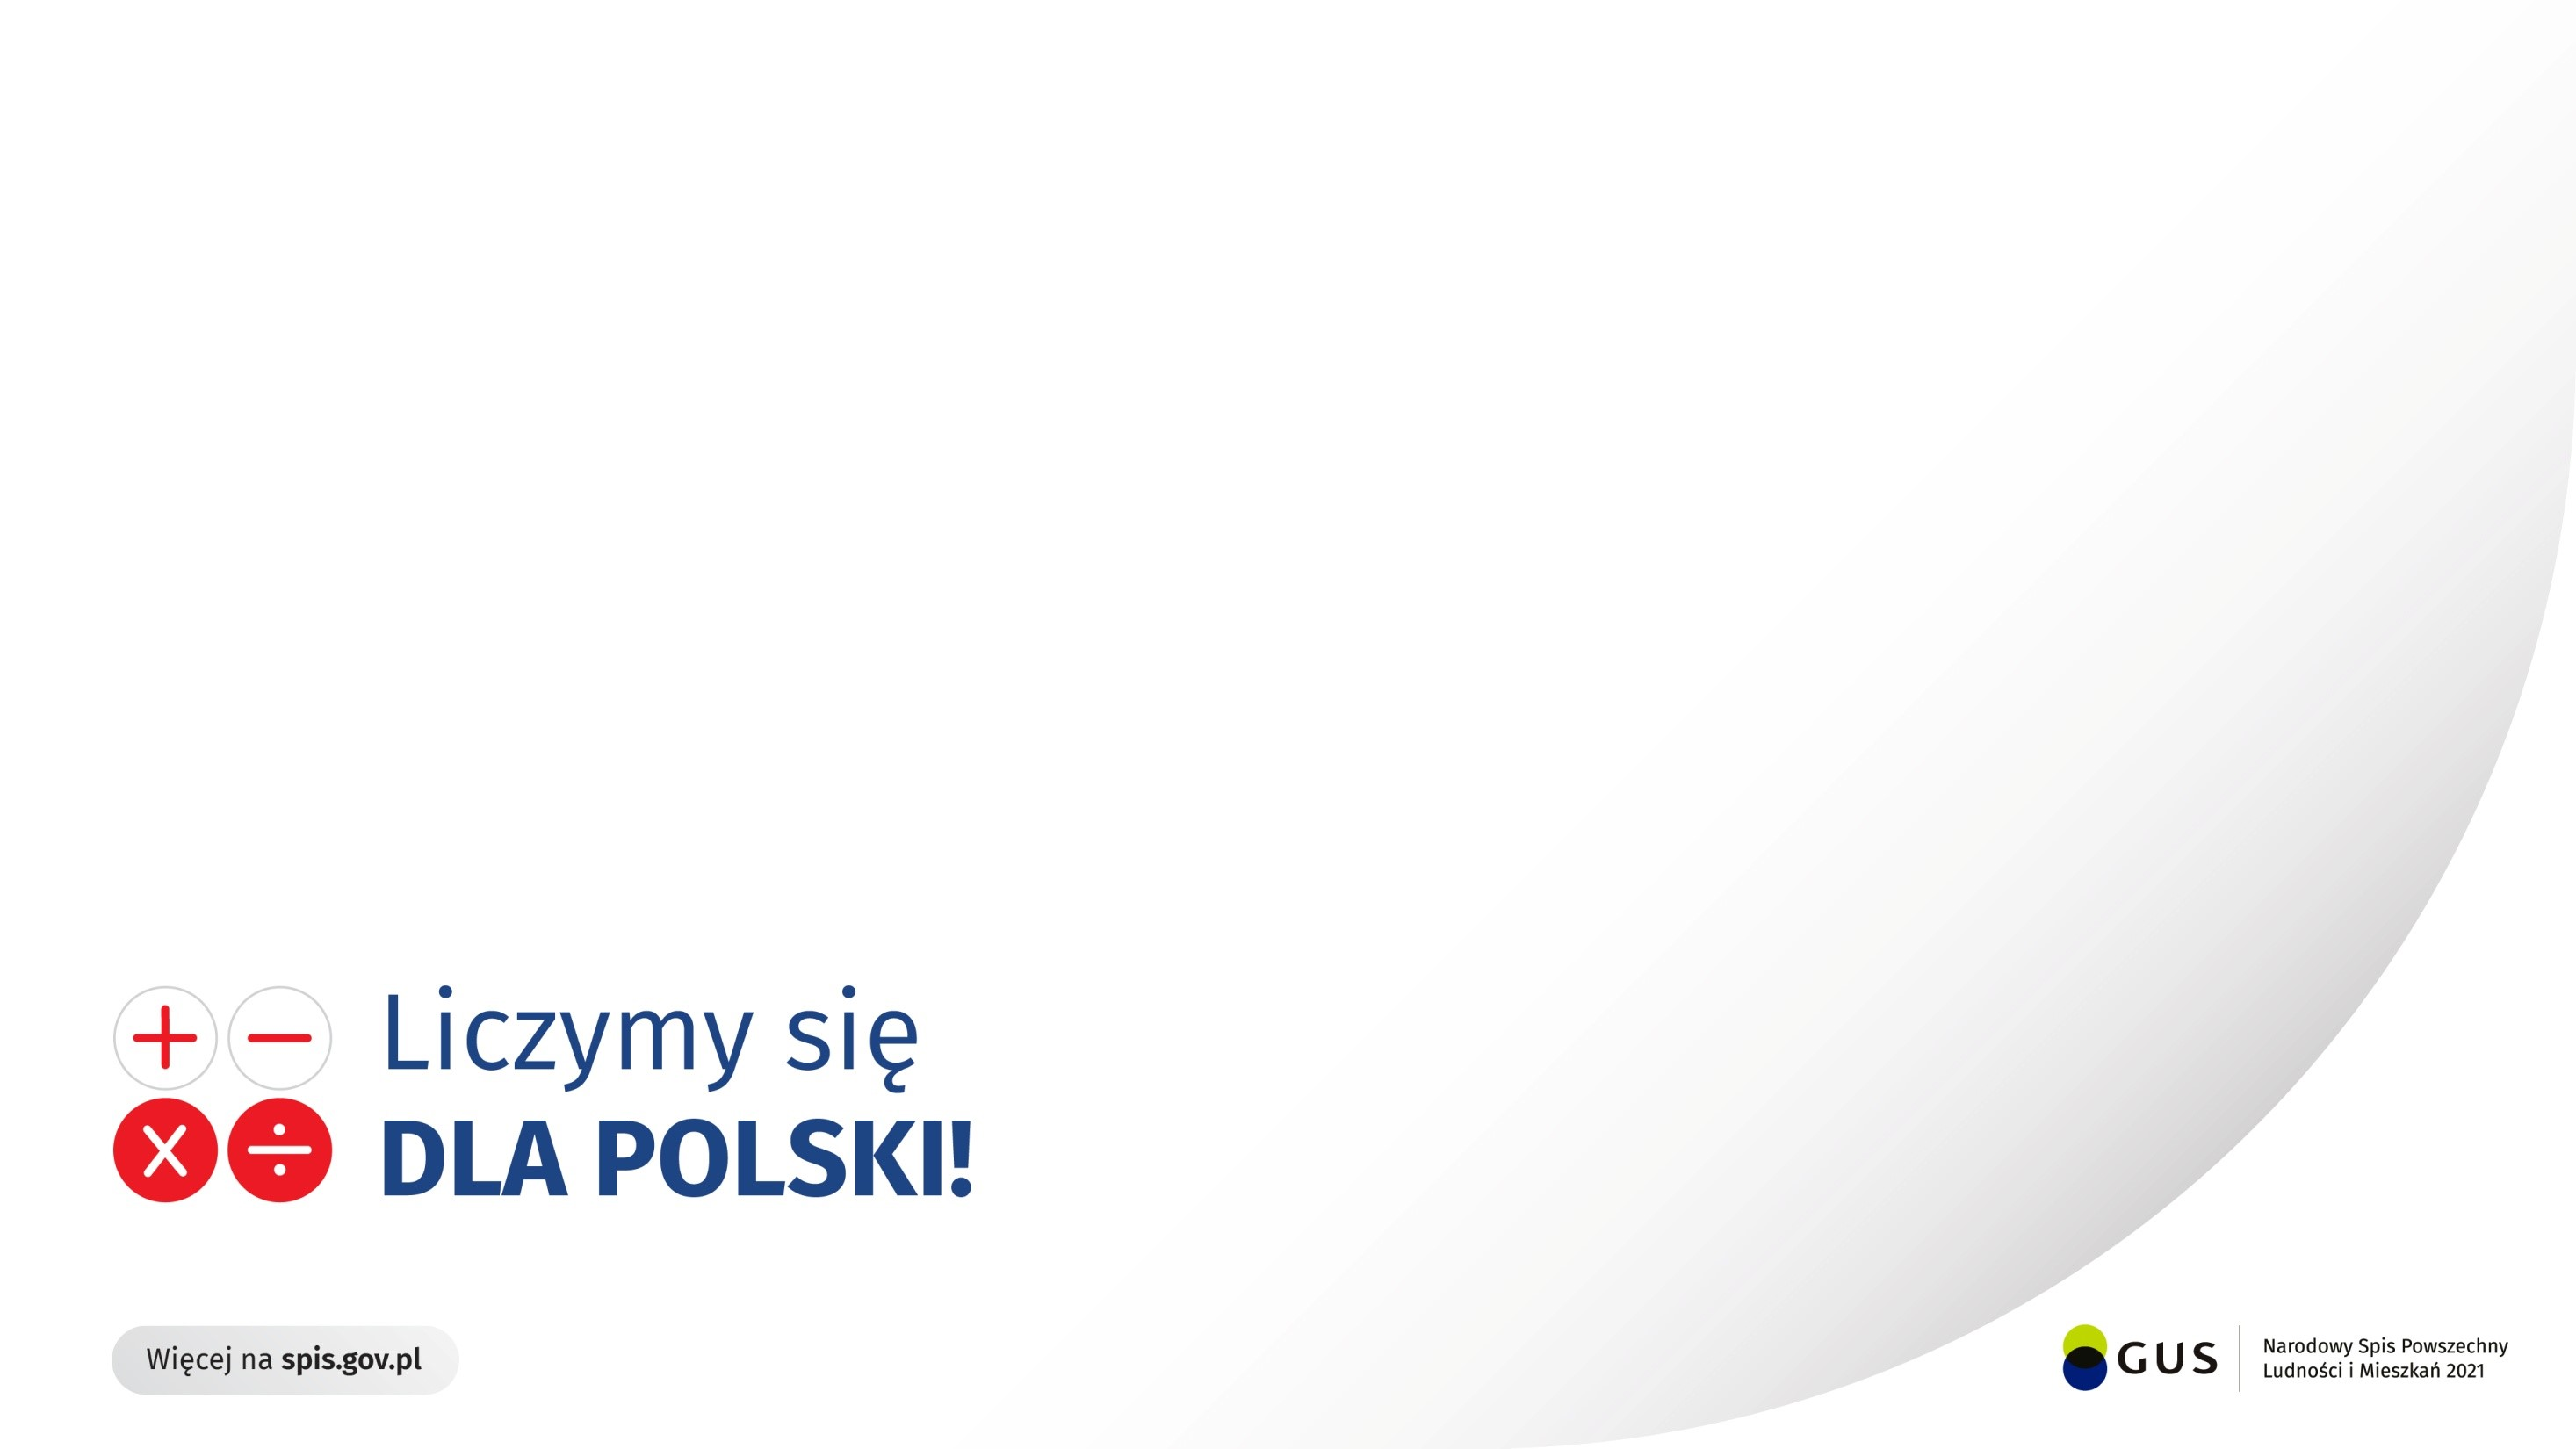 Liczymy się
DLA POLSKI!
Więcej na spis.gov.pl
GUS
Narodowy Spis Powszechny
Ludności i Mieszkań 2021